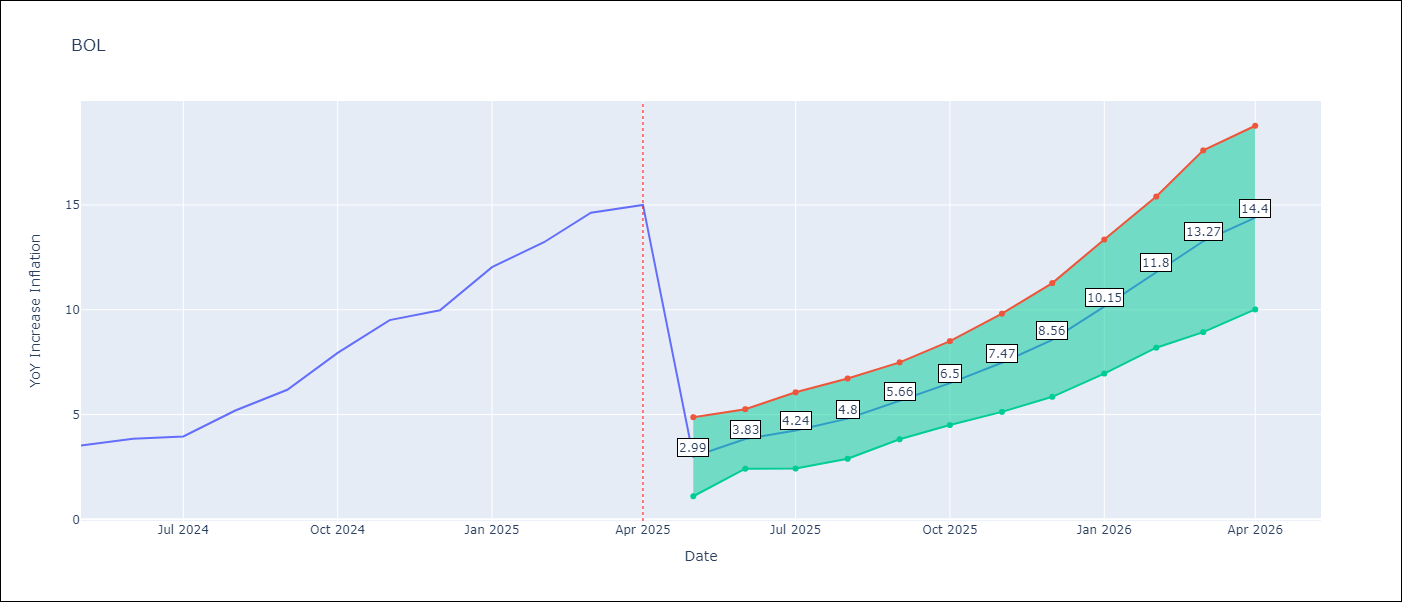 BOL
YoY Increase Inflation
15
10
5
0
2.99
3.83
4.24
4.8
5.66
6.5
7.47
8.56
10.15
11.8
13.27
14.4
Jul 2024
Oct 2024
Jan 2025
Apr 2025
Jul 2025
Oct 2025
Jan 2026
Apr 2026
Date